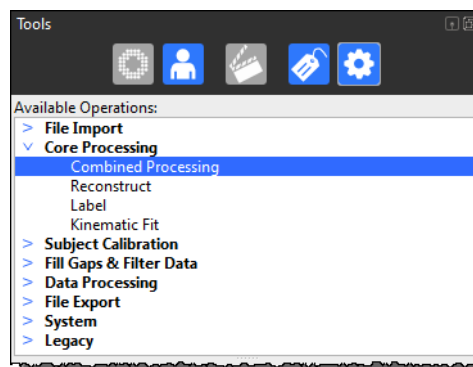 Tools
Available Operations:
> File Import
˅ Core Processing
Combined Processing
Reconstruct
Label
Kinematic Fit
> Subject Calibration
> Fill Gaps & Filter Data
> Data Processing
> File Export
> System
> Legacy